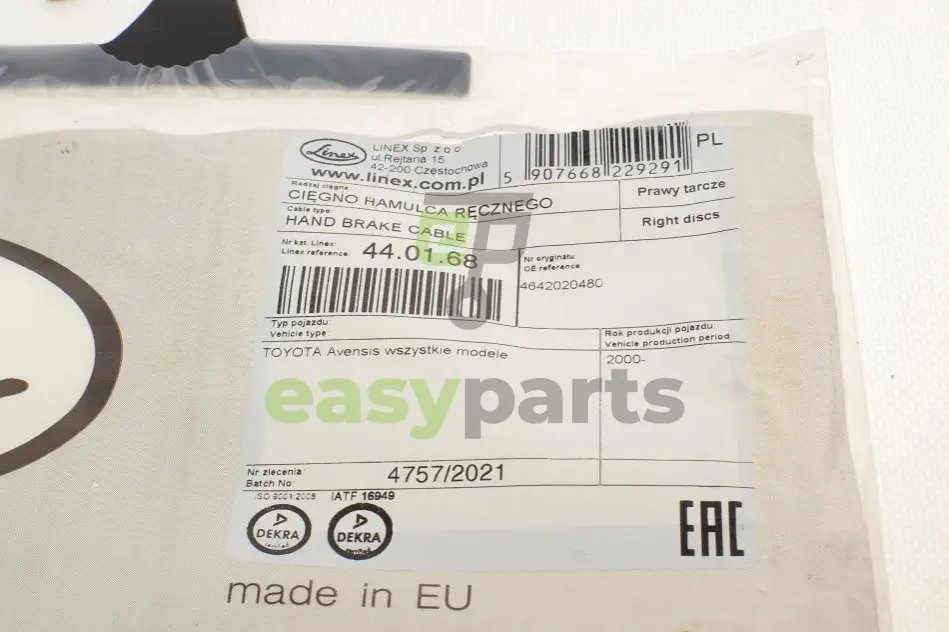 Linex
LINEX Sp. z o.o
ul.Rejtana 15
42-200 Częstochowa
www.linex.com.pl
5 907668 229291
PL
Rodzaj cięgna:
CIĘGNO HAMULCA RĘCZNEGO
Prawy tarcze
Cable type:
HAND BRAKE CABLE
Right discs
Nr kat. Linex:
Linex reference:
44.01.68
Nr oryginału:
OE reference
4642020480
Typ pojazdu:
Vehicle type:
TOYOTA Avensis wszystkie modele
Rok produkcji pojazdu:
Vehicle production period:
2000-
easyparts
Nr zlecenia:
Batch No:
4757/2021
ISO 9001:2008
IATF 16949
DEKRA
DEKRA
EAC
made in EU